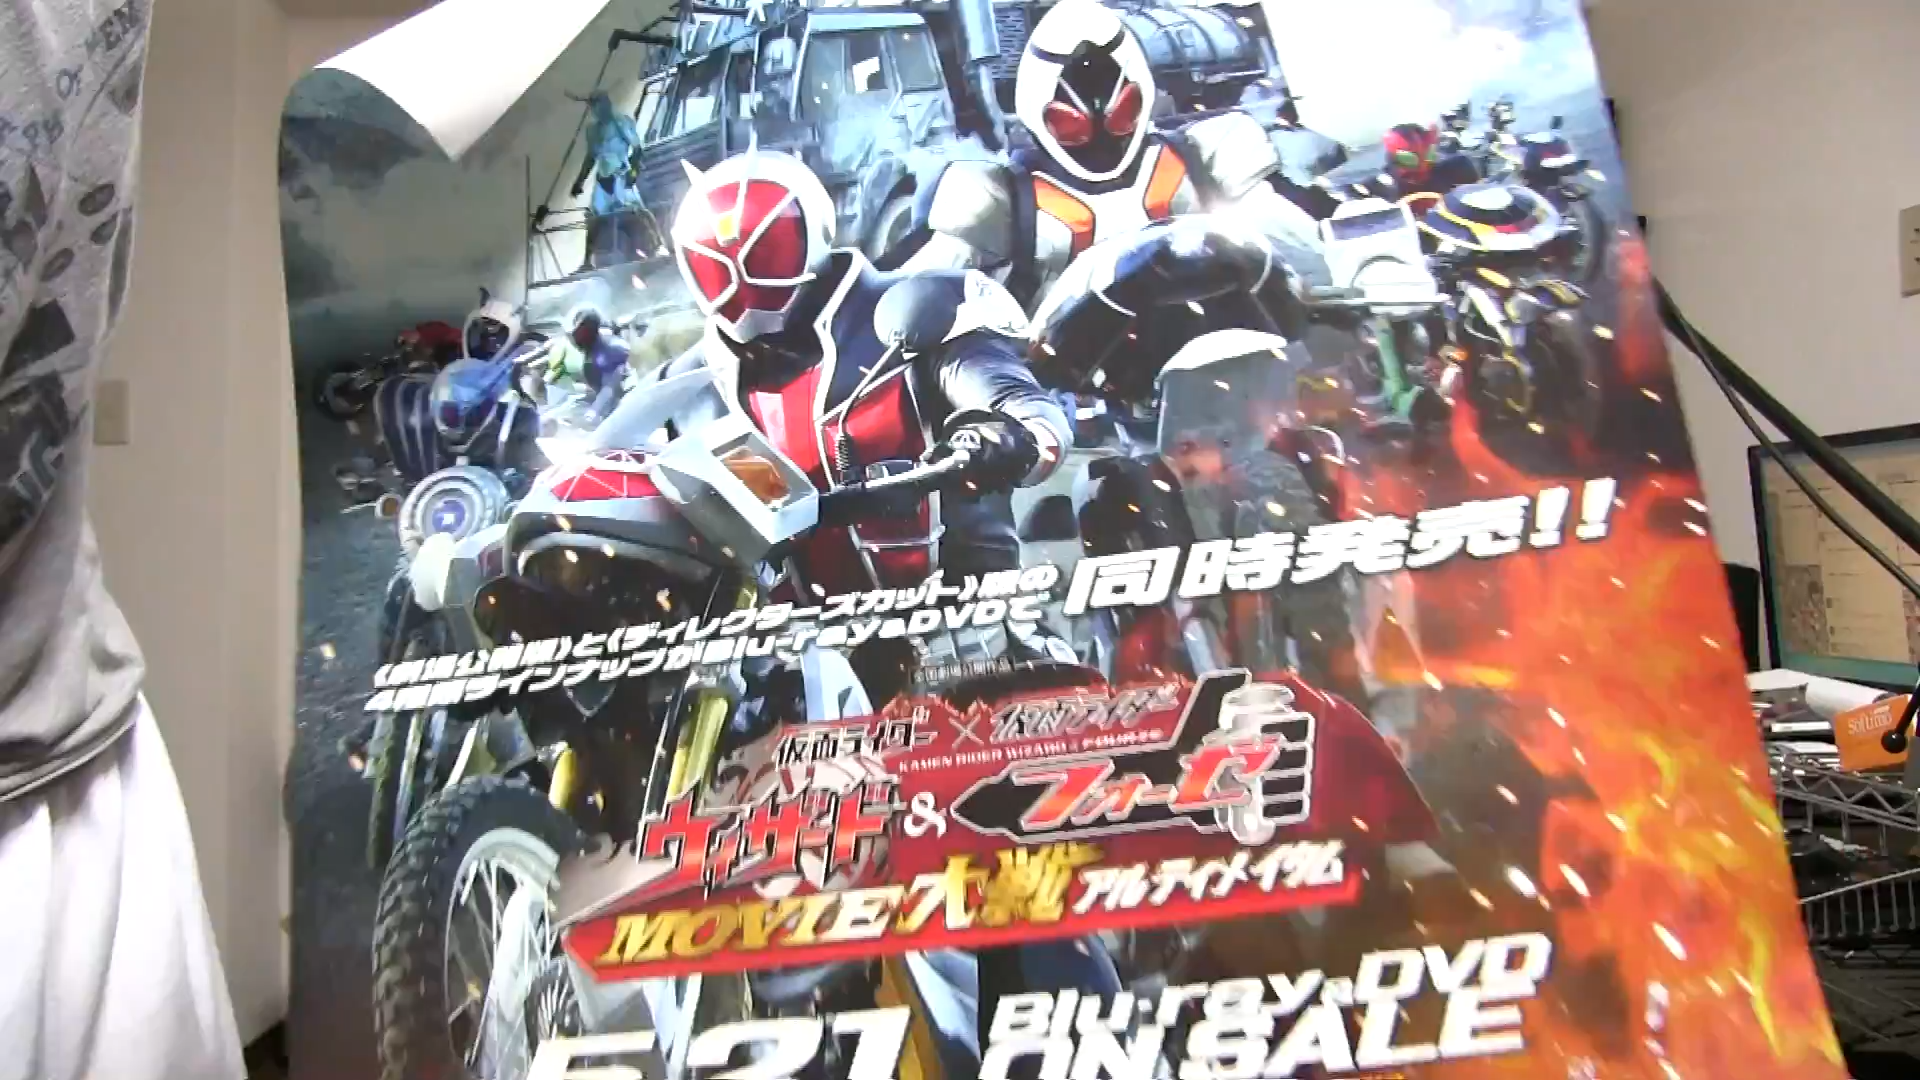 〈劇場公開版〉と〈ディレクターズカット〉版の
4種類ラインナップがBlu-ray&DVDで
同時発売!!
仮面ライダー × 仮面ライダー
KAMEN RIDER WIZARD & FOURZE
ウィザード & フォーゼ
MOVIE大戦 アルティメイタム
5.21
Blu-ray&DVD
ON SALE